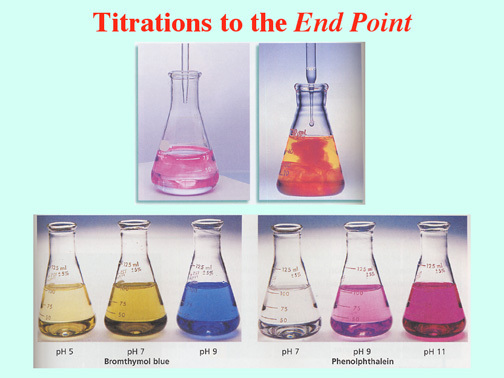 Titrations to the End Point
pH 5
pH 7
pH 9
Bromthymol blue
pH 7
pH 9
pH 11
Phenolphthalein